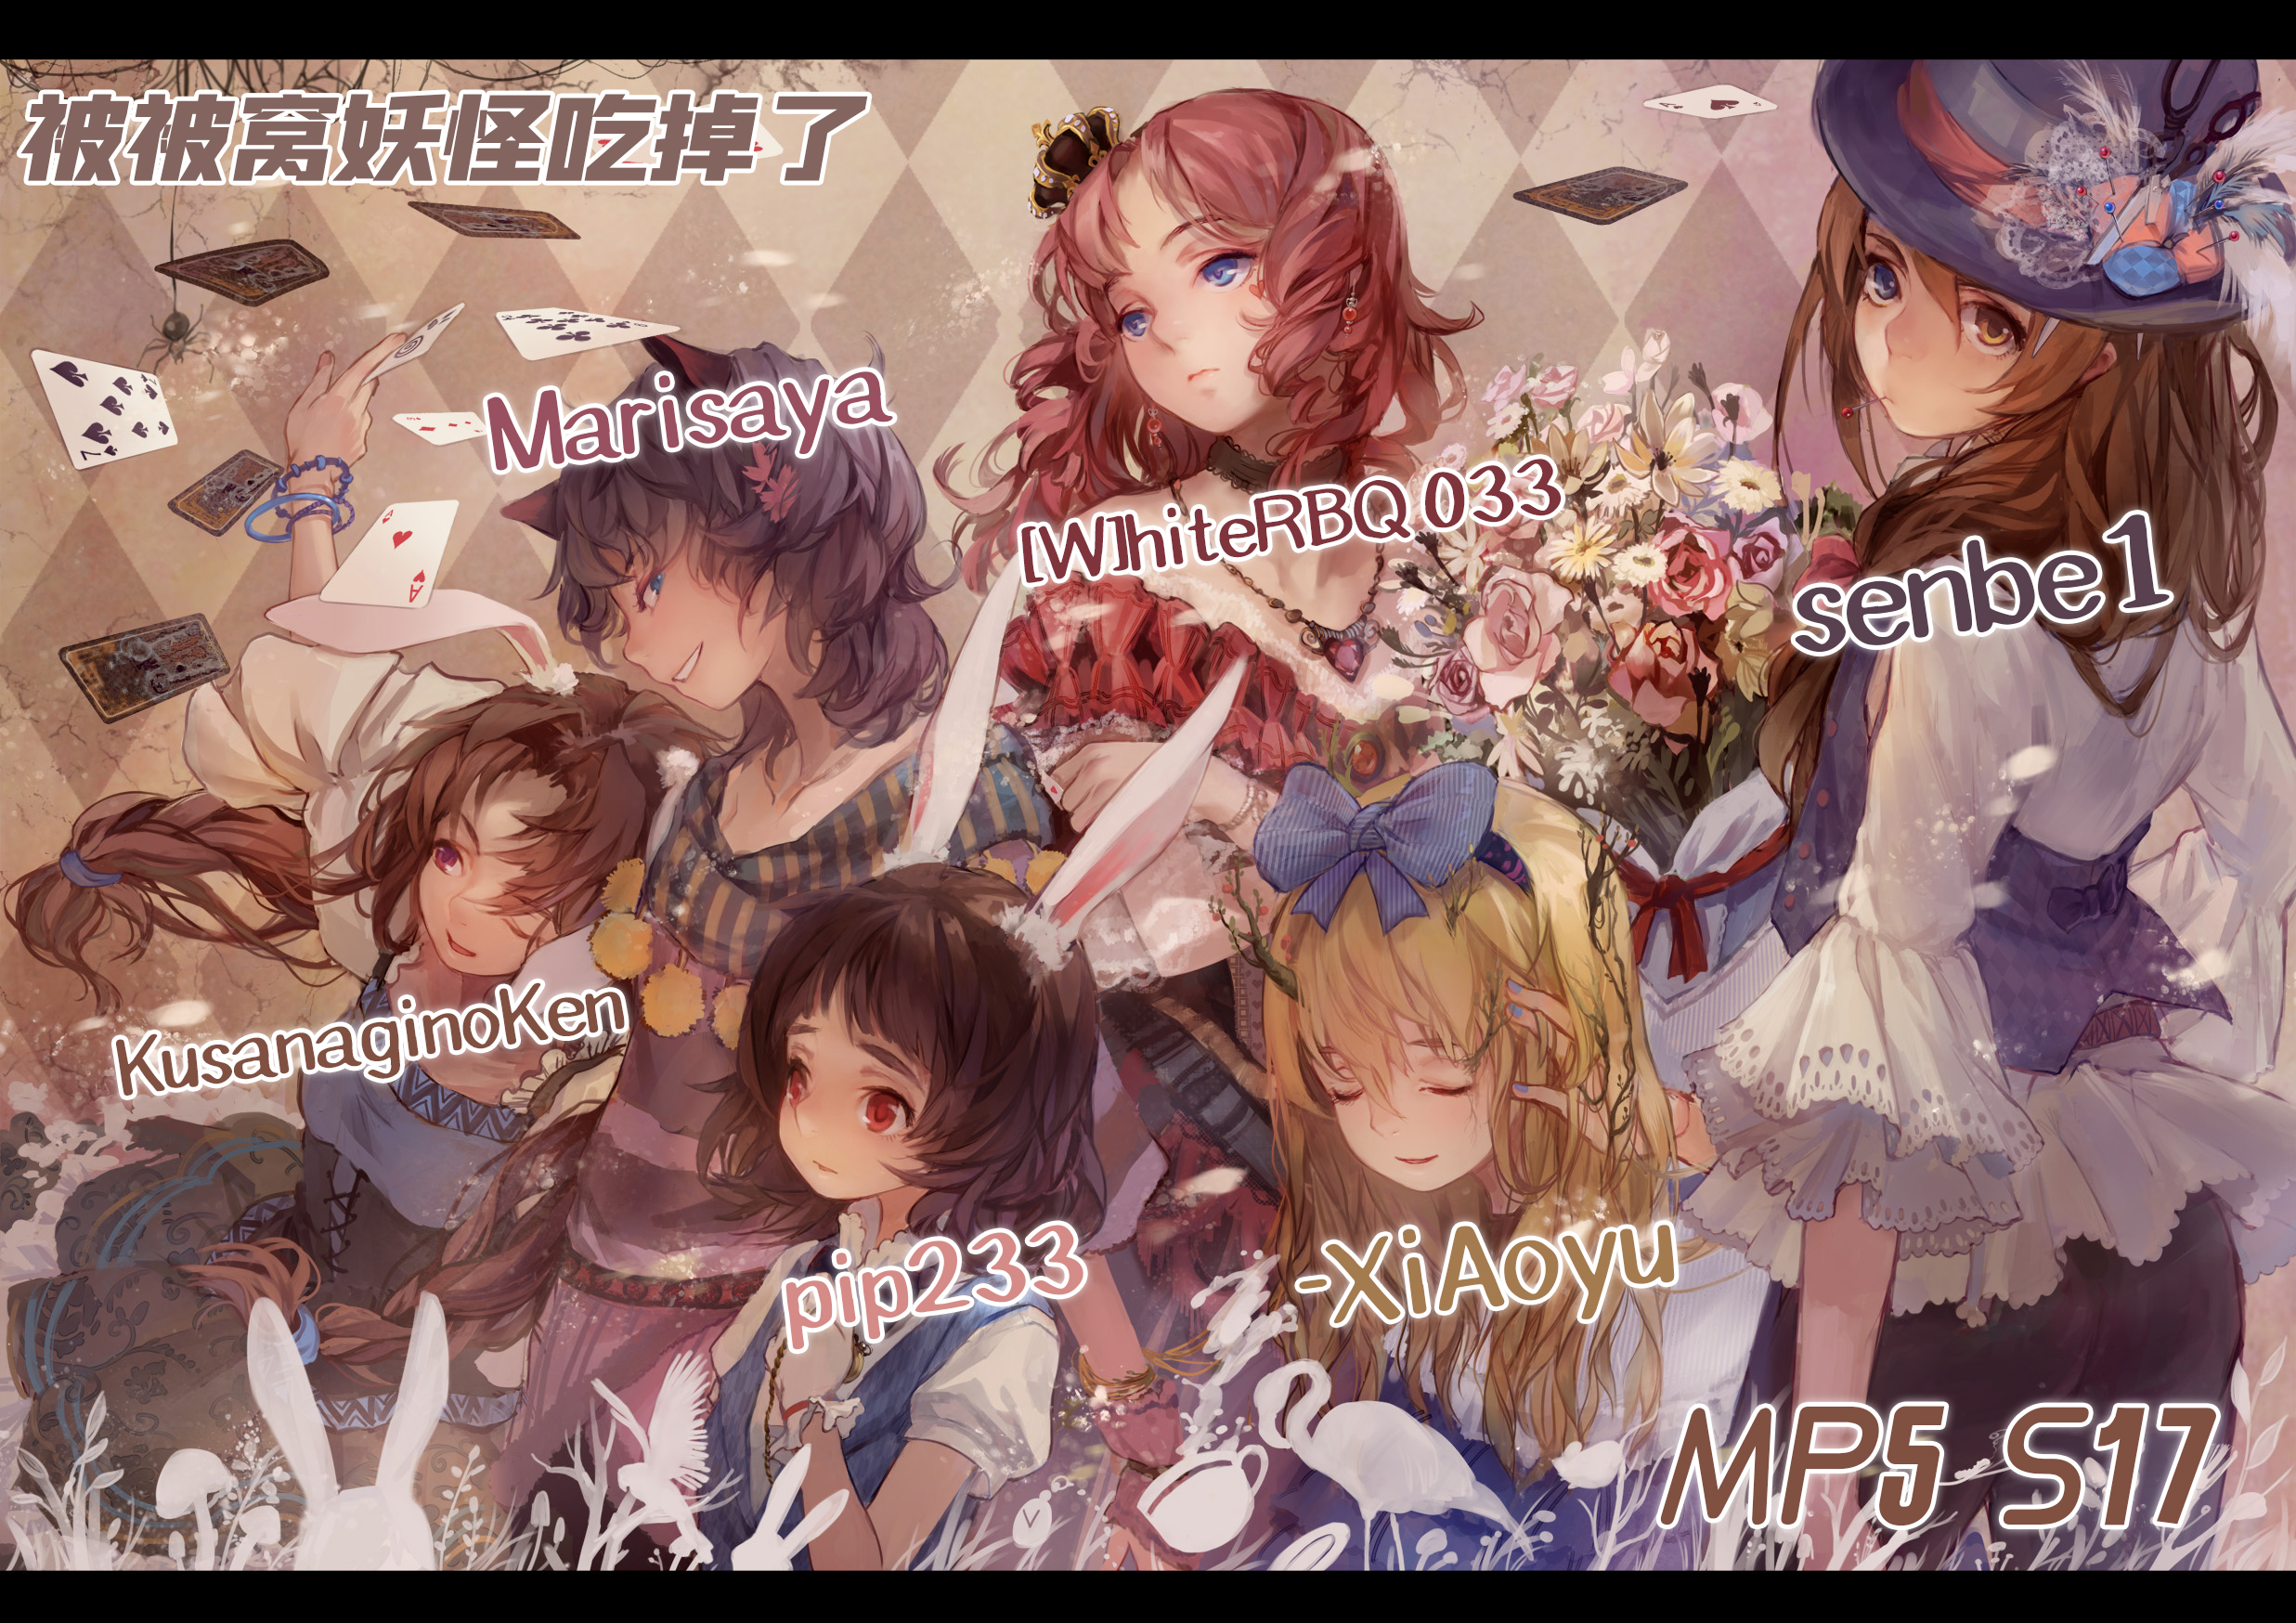 被被窝妖怪吃掉了
Marisaya
[W]hiteRBQ 033
senbe1
KusanaginoKen
pip233
-XiAoyu
MP5 S17